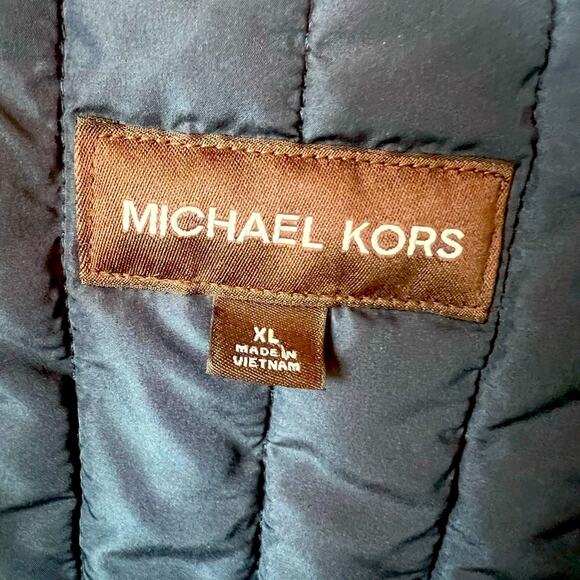 MICHAEL KORS
XL
MADE IN
VIETNAM